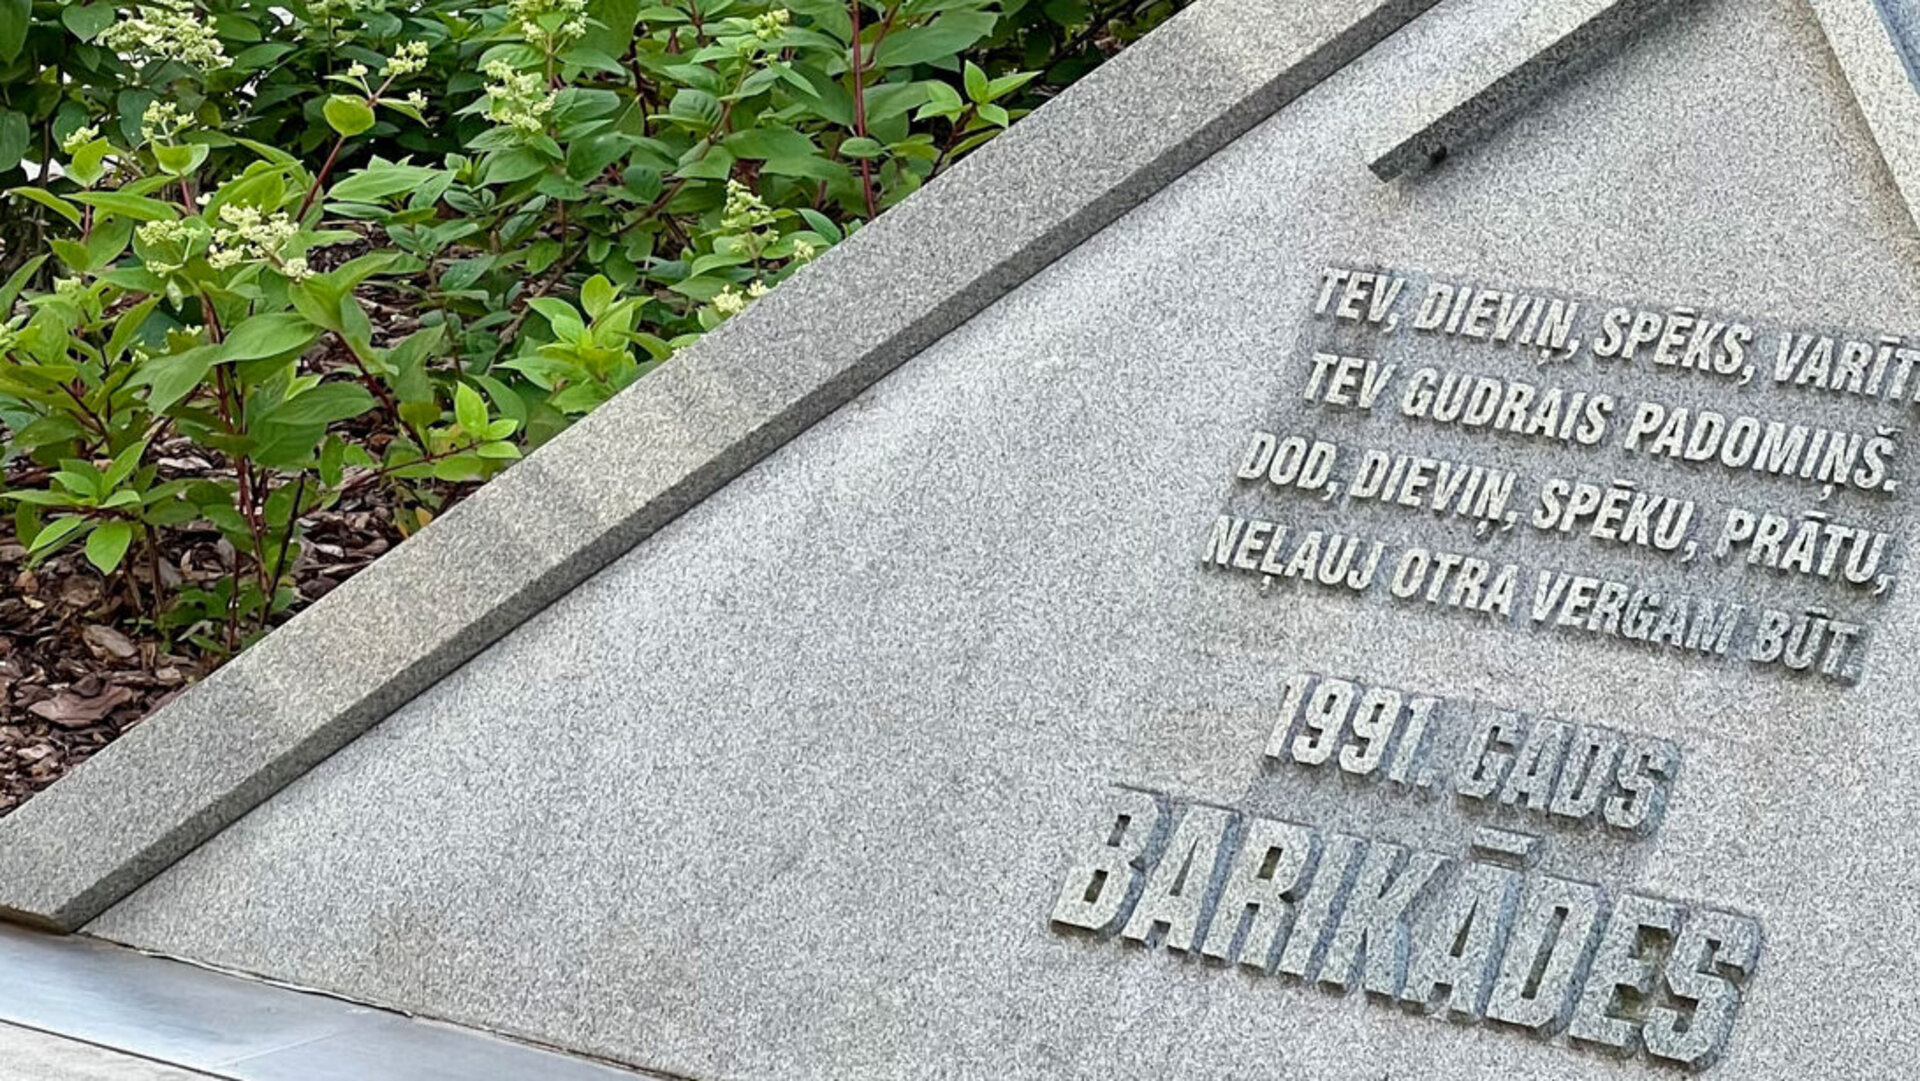 TEV, DIEVIŅ, SPĒKS, VARĪT
TEV GUDRAIS PADOMIŅŠ.
DOD, DIEVIŅ, SPĒKU, PRĀTU,
NEĻAUJ OTRA VERGAM BŪT.
1991. GADS
BARIKĀDES